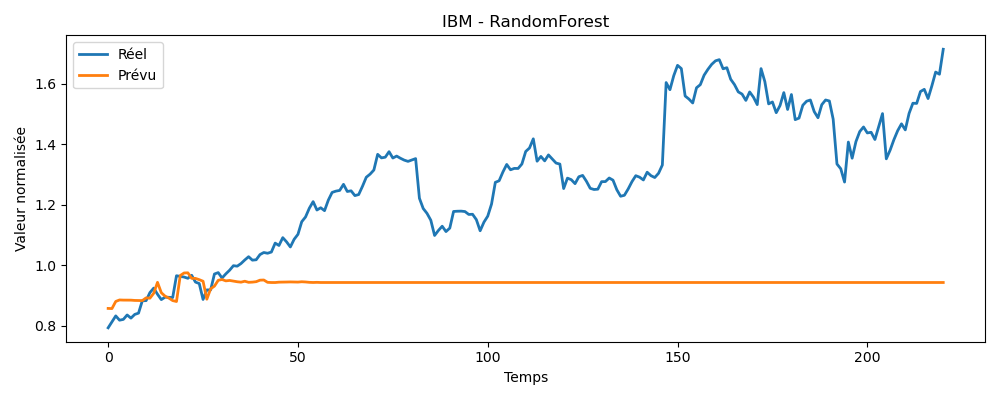 IBM - RandomForest
Réel
Prévu
Valeur normalisée
1.6
1.4
1.2
1.0
0.8
0 50 100 150 200
Temps